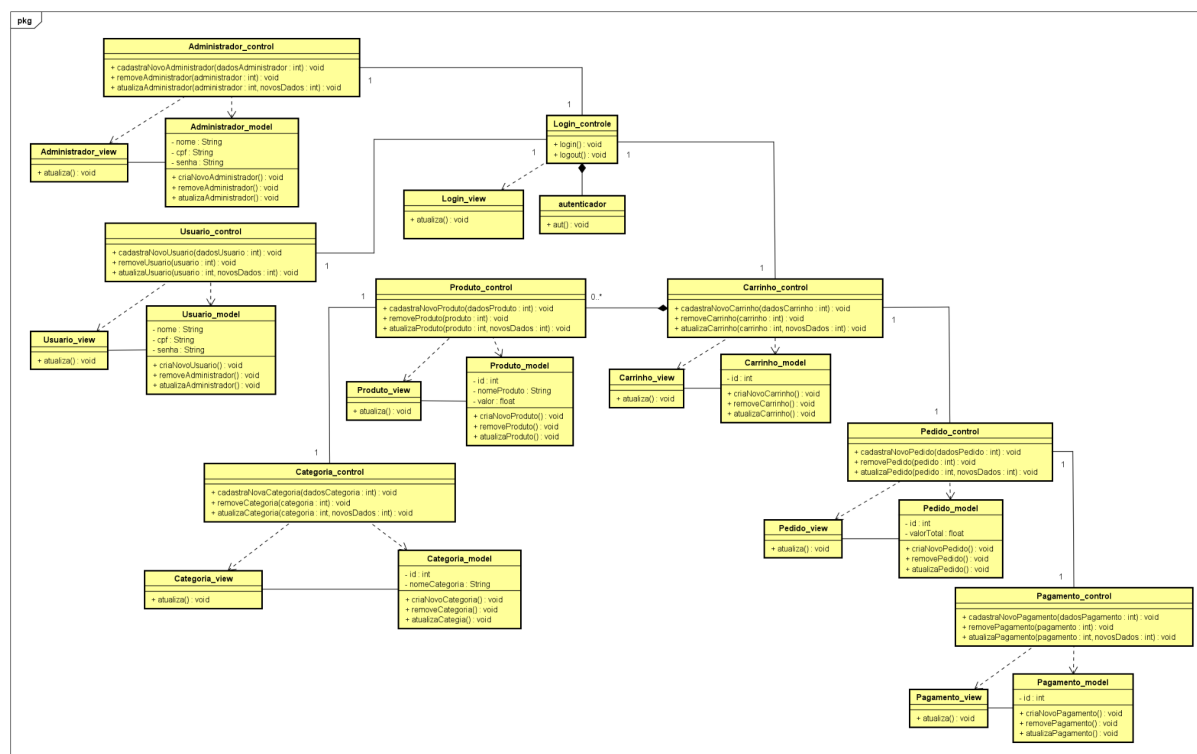 pkg
Administrador_control
+ cadastraNovoAdministrador(dadosAdministrador : int) : void
+ removeAdministrador(administrador : int) : void
+ atualizaAdministrador(administrador : int, novosDados : int) : void
1
1
Administrador_view
+ atualiza() : void
Administrador_model
- nome : String
- cpf : String
- senha : String
+ criaNovoAdministrador() : void
+ removeAdministrador() : void
+ atualizaAdministrador() : void
Login_controle
+ login() : void
+ logout() : void
1
1
Login_view
+ atualiza() : void
autenticador
+ aut() : void
Usuario_control
+ cadastraNovoUsuario(dadosUsuario : int) : void
+ removeUsuario(usuario : int) : void
+ atualizaUsuario(usuario : int, novosDados : int) : void
1
Usuario_view
+ atualiza() : void
Usuario_model
- nome : String
- cpf : String
- senha : String
+ criaNovoUsuario() : void
+ removeAdministrador() : void
+ atualizaAdministrador() : void
1
Produto_control
+ cadastraNovoProduto(dadosProduto : int) : void
+ removeProduto(produto : int) : void
+ atualizaProduto(produto : int, novosDados : int) : void
1
0..*
Produto_view
+ atualiza() : void
Produto_model
- id : int
- nomeProduto : String
- valor : float
+ criaNovoProduto() : void
+ removeProduto() : void
+ atualizaProduto() : void
Carrinho_control
+ cadastraNovoCarrinho(dadosCarrinho : int) : void
+ removeCarrinho(carrinho : int) : void
+ atualizaCarrinho(carrinho : int, novosDados : int) : void
1
Carrinho_view
+ atualiza() : void
Carrinho_model
- id : int
+ criaNovoCarrinho() : void
+ removeCarrinho() : void
+ atualizaCarrinho() : void
1
Pedido_control
+ cadastraNovoPedido(dadosPedido : int) : void
+ removePedido(pedido : int) : void
+ atualizaPedido(pedido : int, novosDados : int) : void
1
Pedido_view
+ atualiza() : void
Pedido_model
- id : int
- valorTotal : float
+ criaNovoPedido() : void
+ removePedido() : void
+ atualizaPedido() : void
1
Categoria_control
+ cadastraNovaCategoria(dadosCategoria : int) : void
+ removeCategoria(categoria : int) : void
+ atualizaCategoria(categoria : int, novosDados : int) : void
Categoria_view
+ atualiza() : void
Categoria_model
- id : int
- nomeCategoria : String
+ criaNovoCategoria() : void
+ removeCategoria() : void
+ atualizaCategia() : void
1
Pagamento_control
+ cadastraNovoPagamento(dadosPagamento : int) : void
+ removePagamento(pagamento : int) : void
+ atualizaPagamento(pagamento : int, novosDados : int) : void
Pagamento_view
+ atualiza() : void
Pagamento_model
- id : int
+ criaNovoPagamento() : void
+ removePagamento() : void
+ atualizaPagamento() : void